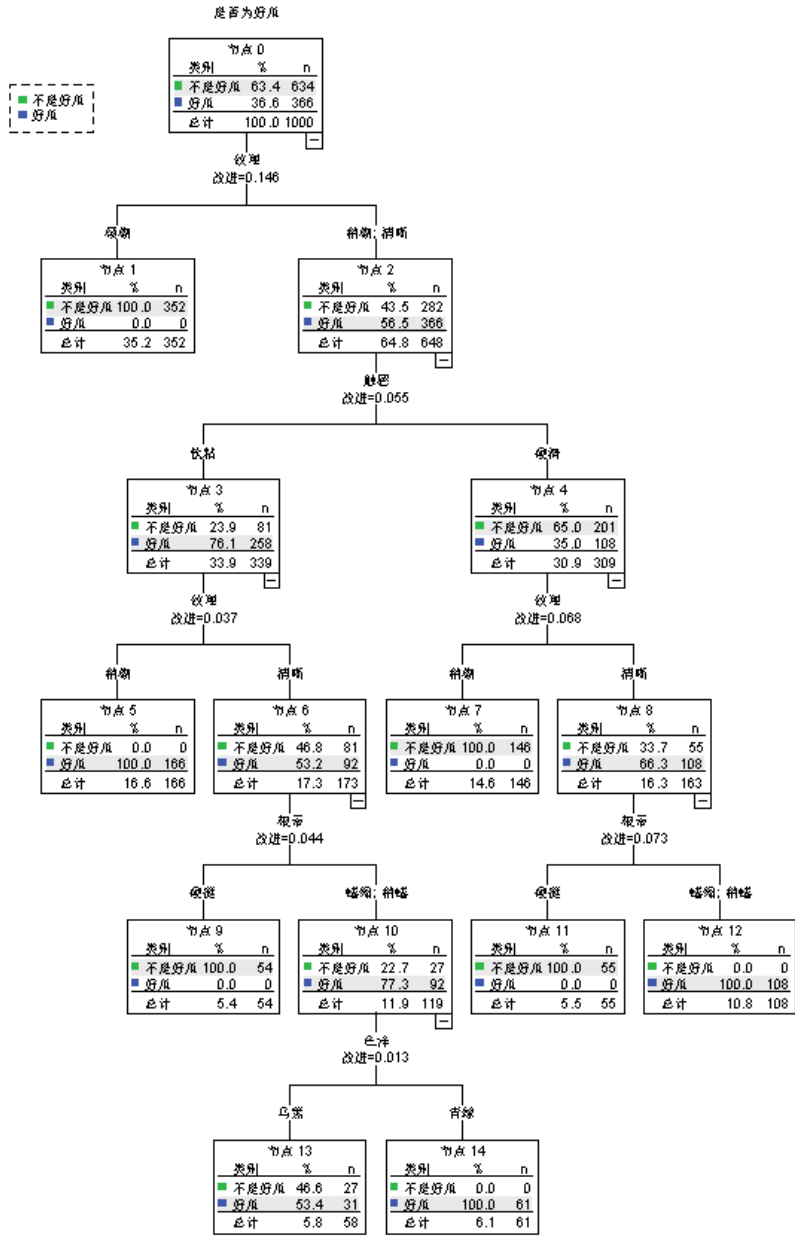 是否为好瓜
不是好瓜
好瓜
节点 0
类别 % n
不是好瓜 63.4 634
好瓜 36.6 366
总计 100.0 1000
纹理
改进=0.146
模糊
稍糊; 清晰
节点 1
类别 % n
不是好瓜 100.0 352
好瓜 0.0 0
总计 35.2 352
节点 2
类别 % n
不是好瓜 43.5 282
好瓜 56.5 366
总计 64.8 648
触感
改进=0.055
软粘
硬滑
节点 3
类别 % n
不是好瓜 23.9 81
好瓜 76.1 258
总计 33.9 339
节点 4
类别 % n
不是好瓜 65.0 201
好瓜 35.0 108
总计 30.9 309
纹理
改进=0.037
纹理
改进=0.068
稍糊
清晰
稍糊
清晰
节点 5
类别 % n
不是好瓜 0.0 0
好瓜 100.0 166
总计 16.6 166
节点 6
类别 % n
不是好瓜 46.8 81
好瓜 53.2 92
总计 17.3 173
节点 7
类别 % n
不是好瓜 100.0 146
好瓜 0.0 0
总计 14.6 146
节点 8
类别 % n
不是好瓜 33.7 55
好瓜 66.3 108
总计 16.3 163
根蒂
改进=0.044
根蒂
改进=0.073
硬挺
蜷缩; 稍蜷
硬挺
蜷缩; 稍蜷
节点 9
类别 % n
不是好瓜 100.0 54
好瓜 0.0 0
总计 5.4 54
节点 10
类别 % n
不是好瓜 22.7 27
好瓜 77.3 92
总计 11.9 119
节点 11
类别 % n
不是好瓜 100.0 55
好瓜 0.0 0
总计 5.5 55
节点 12
类别 % n
不是好瓜 0.0 0
好瓜 100.0 108
总计 10.8 108
色泽
改进=0.013
乌黑
青绿
节点 13
类别 % n
不是好瓜 46.6 27
好瓜 53.4 31
总计 5.8 58
节点 14
类别 % n
不是好瓜 0.0 0
好瓜 100.0 61
总计 6.1 61